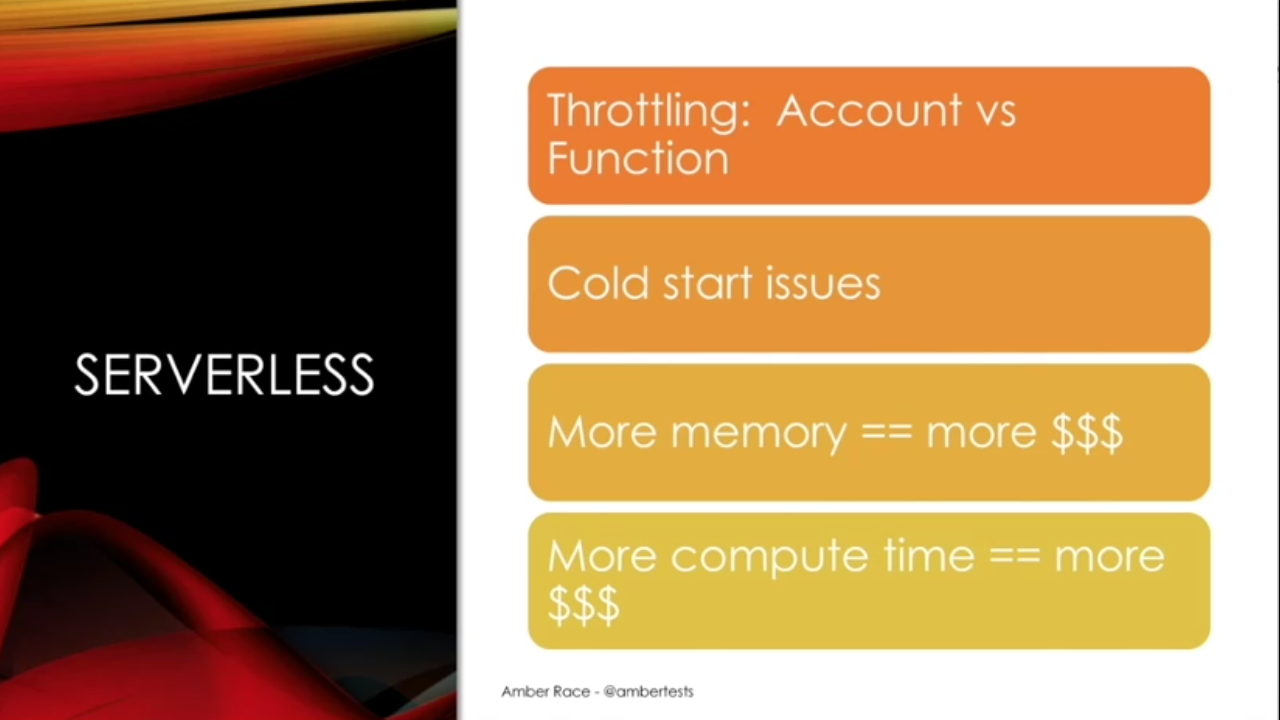 SERVERLESS
Throttling:  Account vs
Function
Cold start issues
More memory == more $$$
More compute time == more
$$$
Amber Race - @ambertests